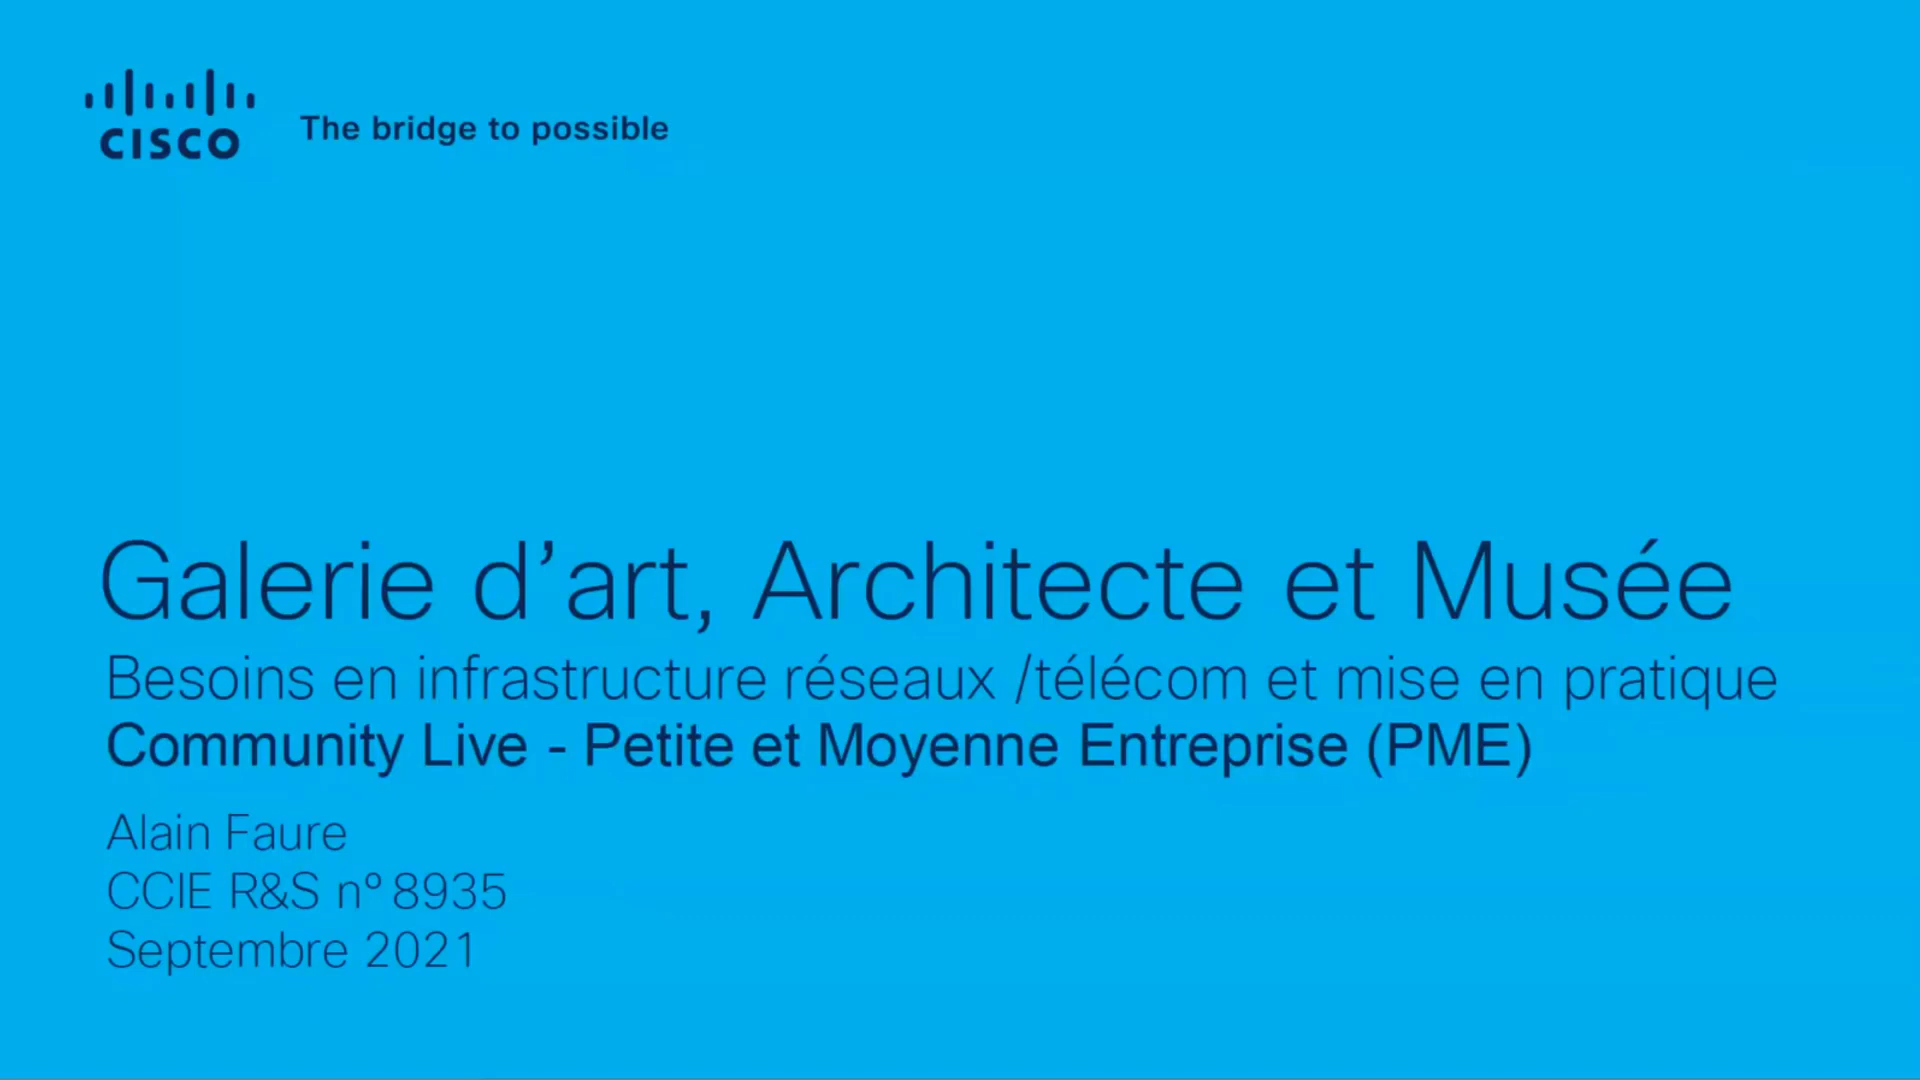 CISCO
The bridge to possible
Galerie d’art, Architecte et Musée
Besoins en infrastructure réseaux /télécom et mise en pratique
Community Live - Petite et Moyenne Entreprise (PME)
Alain Faure
CCIE R&S nº 8935
Septembre 2021